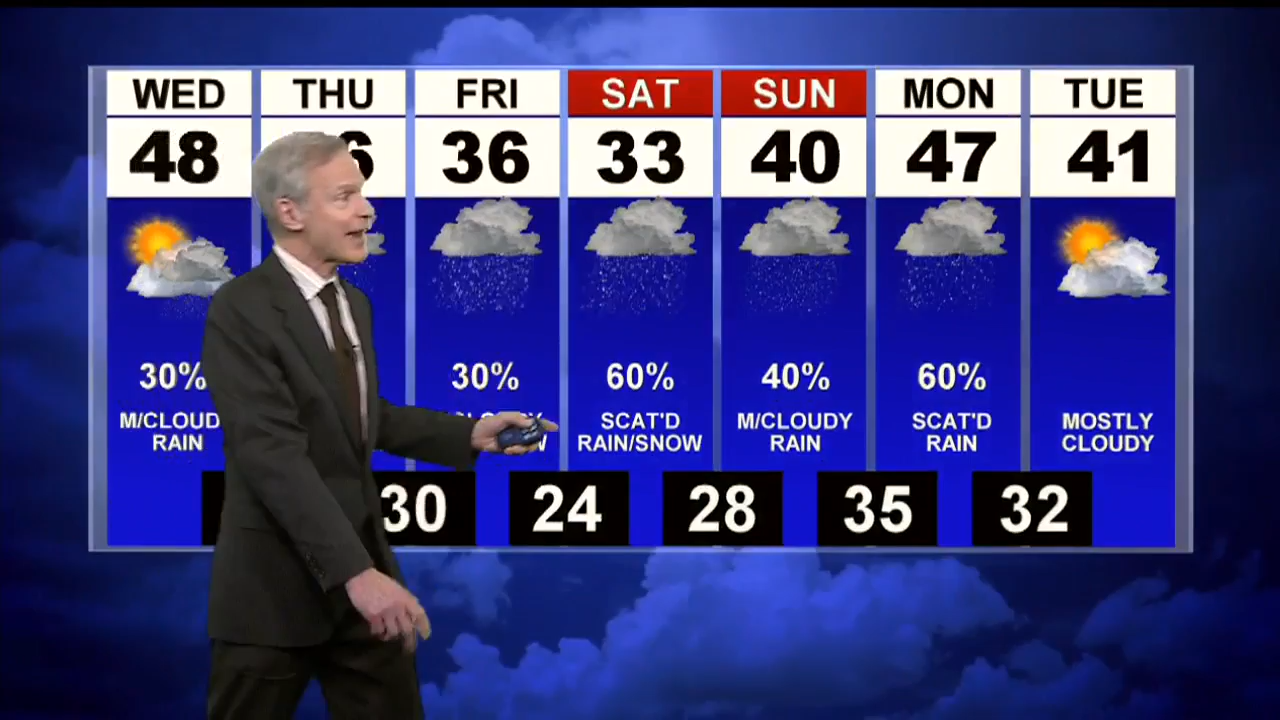 WED THU FRI SAT SUN MON TUE
48 36 33 40 47 41
30% 30% 60% 40% 60%
SCAT'D M/CLOUDY SCAT'D MOSTLY
RAIN RAIN/SNOW RAIN RAIN CLOUDY
30 24 28 35 32